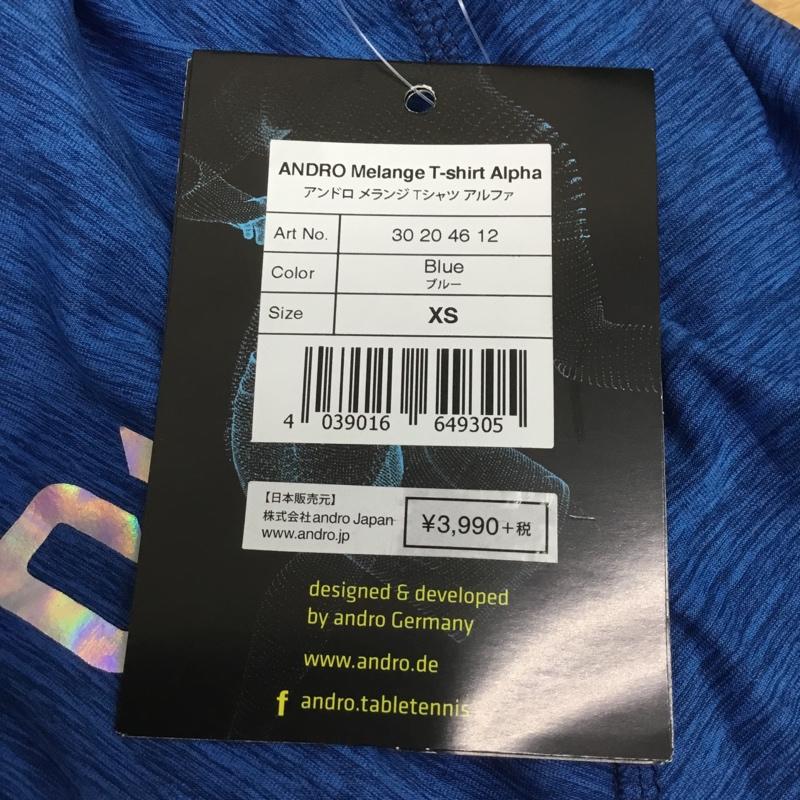 ANDRO Melange T-shirt Alpha
アンドロ メランジ Tシャツ アルファ
Art No. 30 20 46 12
Color Blue
ブルー
Size XS
4 039016 649305
【日本販売元】
株式会社andro Japan
www.andro.jp
¥3,990+税
designed & developed
by andro Germany
www.andro.de
f andro.tabletennis